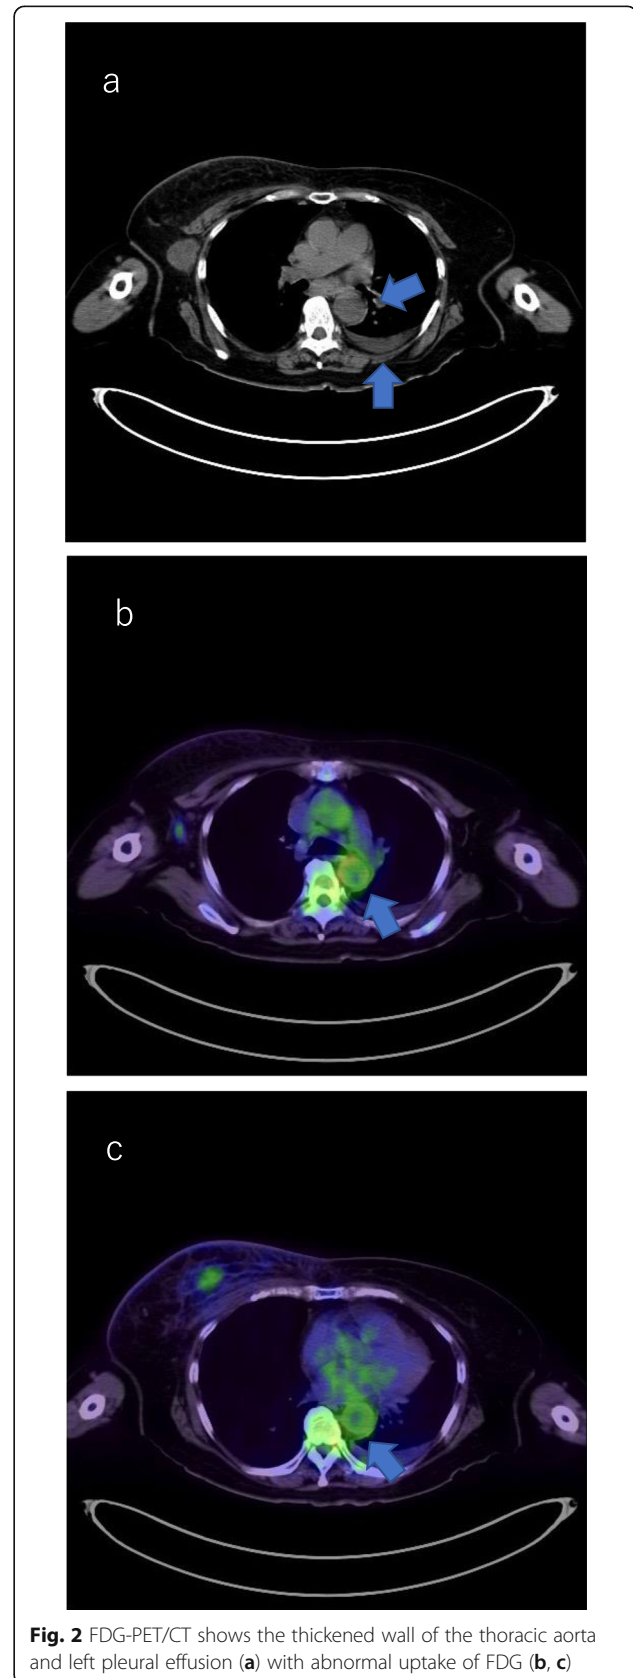 a
b
c
Fig. 2 FDG-PET/CT shows the thickened wall of the thoracic aorta
and left pleural effusion (a) with abnormal uptake of FDG (b, c)